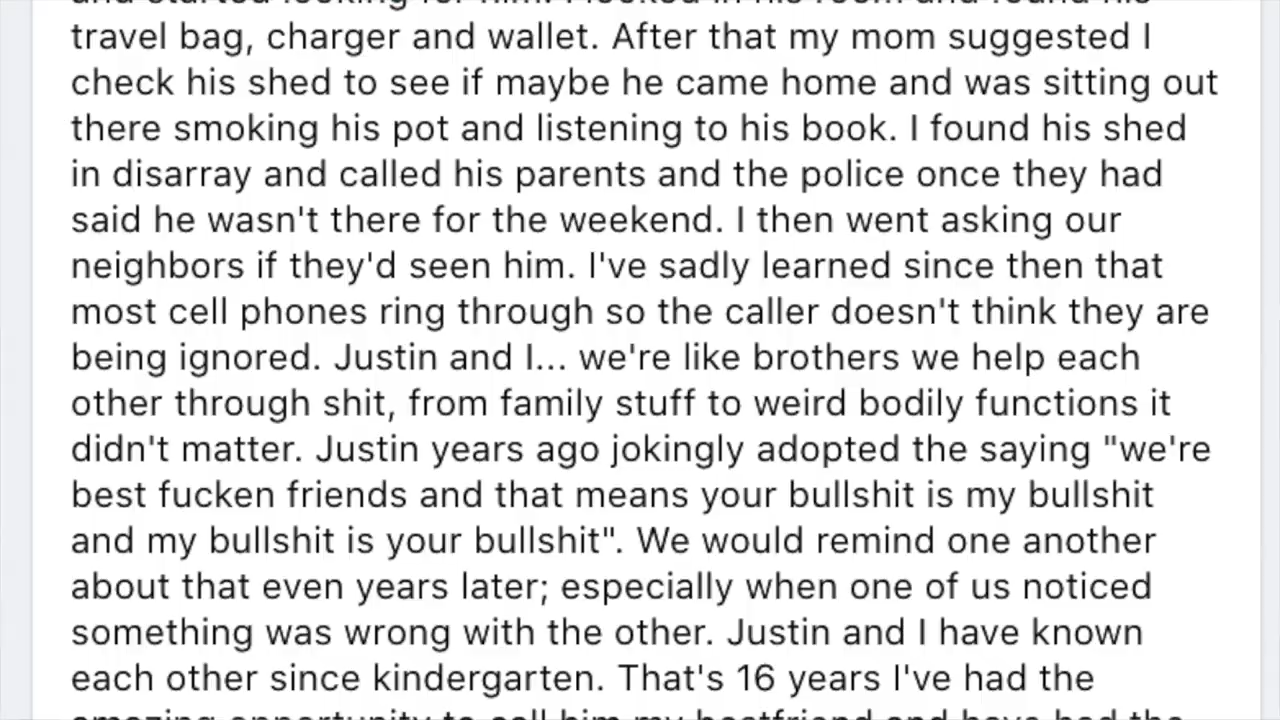 travel bag, charger and wallet. After that my mom suggested I
check his shed to see if maybe he came home and was sitting out
there smoking his pot and listening to his book. I found his shed
in disarray and called his parents and the police once they had
said he wasn't there for the weekend. I then went asking our
neighbors if they'd seen him. I've sadly learned since then that
most cell phones ring through so the caller doesn't think they are
being ignored. Justin and I... we're like brothers we help each
other through shit, from family stuff to weird bodily functions it
didn't matter. Justin years ago jokingly adopted the saying "we're
best fucken friends and that means your bullshit is my bullshit
and my bullshit is your bullshit". We would remind one another
about that even years later; especially when one of us noticed
something was wrong with the other. Justin and I have known
each other since kindergarten. That's 16 years I've had the